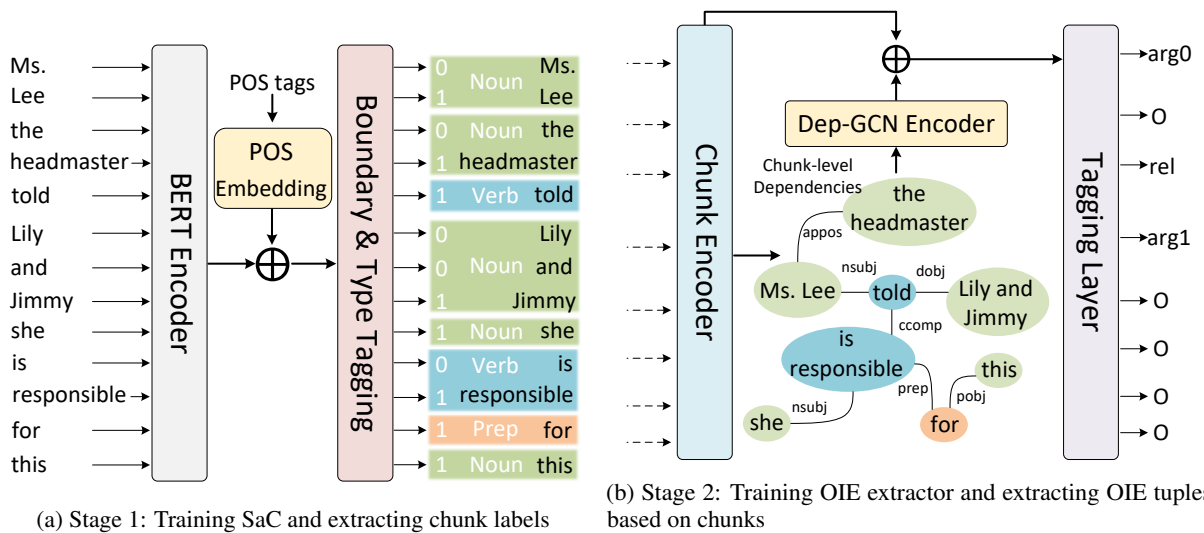 Ms.
Lee
the
headmaster
told
Lily
and
Jimmy
she
is
responsible
for
this
BERT Encoder
POS tags
POS
Embedding
Boundary & Type Tagging
0 Noun Ms.
1 Lee
0 Noun the
1 headmaster
1 Verb told
0 Lily
0 Noun and
1 Jimmy
1 Noun she
0 Verb is
1 responsible
1 Prep for
1 Noun this
(a) Stage 1: Training SaC and extracting chunk labels
Chunk Encoder
Dep-GCN Encoder
Chunk-level
Dependencies
the
headmaster
appos
Ms. Lee
nsubj
told
dobj
Lily and
Jimmy
ccomp
is
responsible
she
nsubj
prep
for
pobj
this
Tagging Layer
arg0
O
rel
arg1
O
O
O
O
(b) Stage 2: Training OIE extractor and extracting OIE tuples
based on chunks